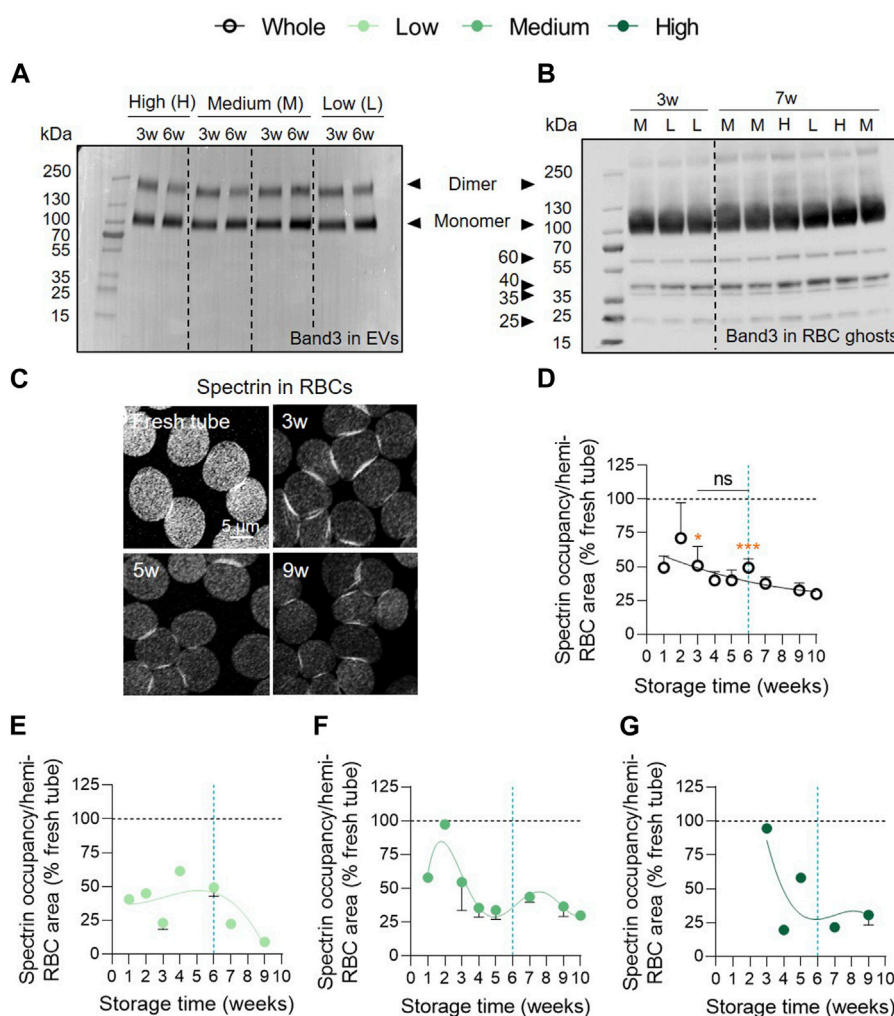 Whole Low Medium High
A
High (H) Medium (M) Low (L)
3w 6w 3w 6w 3w 6w 3w 6w
kDa
250
130
100
70
55
35
25
15
Band3 in EVs
Dimer
Monomer
B
3w 7w
kDa M L L M M H L H M
250
130
100
70
60
55
40
35
35
25
25
15
Band3 in RBC ghosts
C
Spectrin in RBCs
Fresh tube
5 µm
3w
5w
9w
D
Spectrin occupancy/hemi-
RBC area (% fresh tube)
125
100
75
50
25
0
ns
*
***
0 1 2 3 4 5 6 7 9 10
Storage time (weeks)
E
Spectrin occupancy/hemi-
RBC area (% fresh tube)
125
100
75
50
25
0
0 1 2 3 4 6 7 9 10
Storage time (weeks)
F
Spectrin occupancy/hemi-
RBC area (% fresh tube)
125
100
75
50
25
0
0 1 2 3 4 5 6 7 9 10
Storage time (weeks)
G
Spectrin occupancy/hemi-
RBC area (% fresh tube)
125
100
75
50
25
0
0 1 2 3 4 5 6 7 9 10
Storage time (weeks)